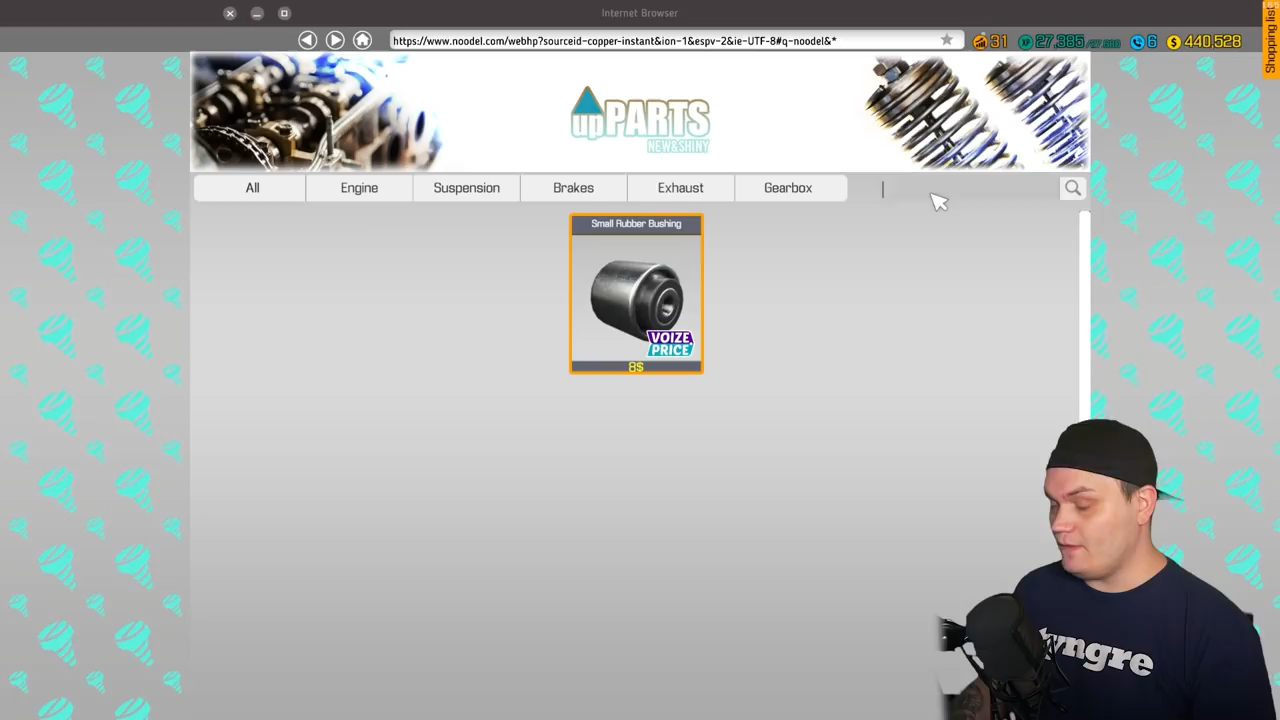 Internet Browser
https://www.noodel.com/webhp?sourceid-copper-instant&ion-1&espv-2&ie-UTF-8#q-noodel&*
31
XP 27,385
6
$ 440,528
Shopping list
upPARTS
NEW&SHINY
All
Engine
Suspension
Brakes
Exhaust
Gearbox
Small Rubber Bushing
VOIZE
PRICE
8$
tyngre